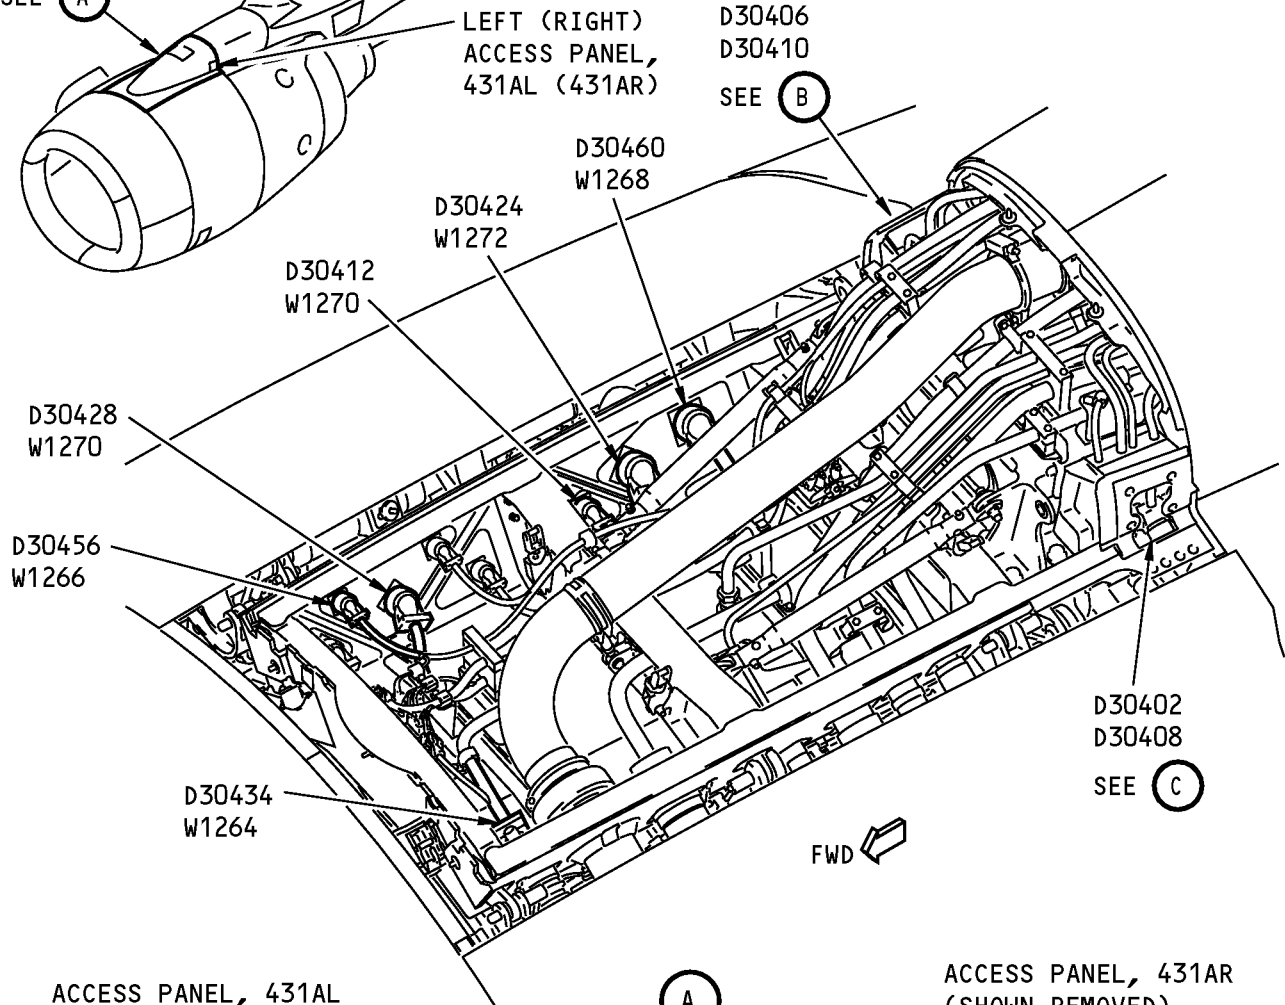 SEE A
LEFT (RIGHT)
ACCESS PANEL,
431AL (431AR)
D30406
D30410
SEE B
D30460
W1268
D30424
W1272
D30412
W1270
D30428
W1270
D30456
W1266
D30434
W1264
D30402
D30408
SEE C
FWD
ACCESS PANEL, 431AL
A
ACCESS PANEL, 431AR
(SHOWN REMOVED)